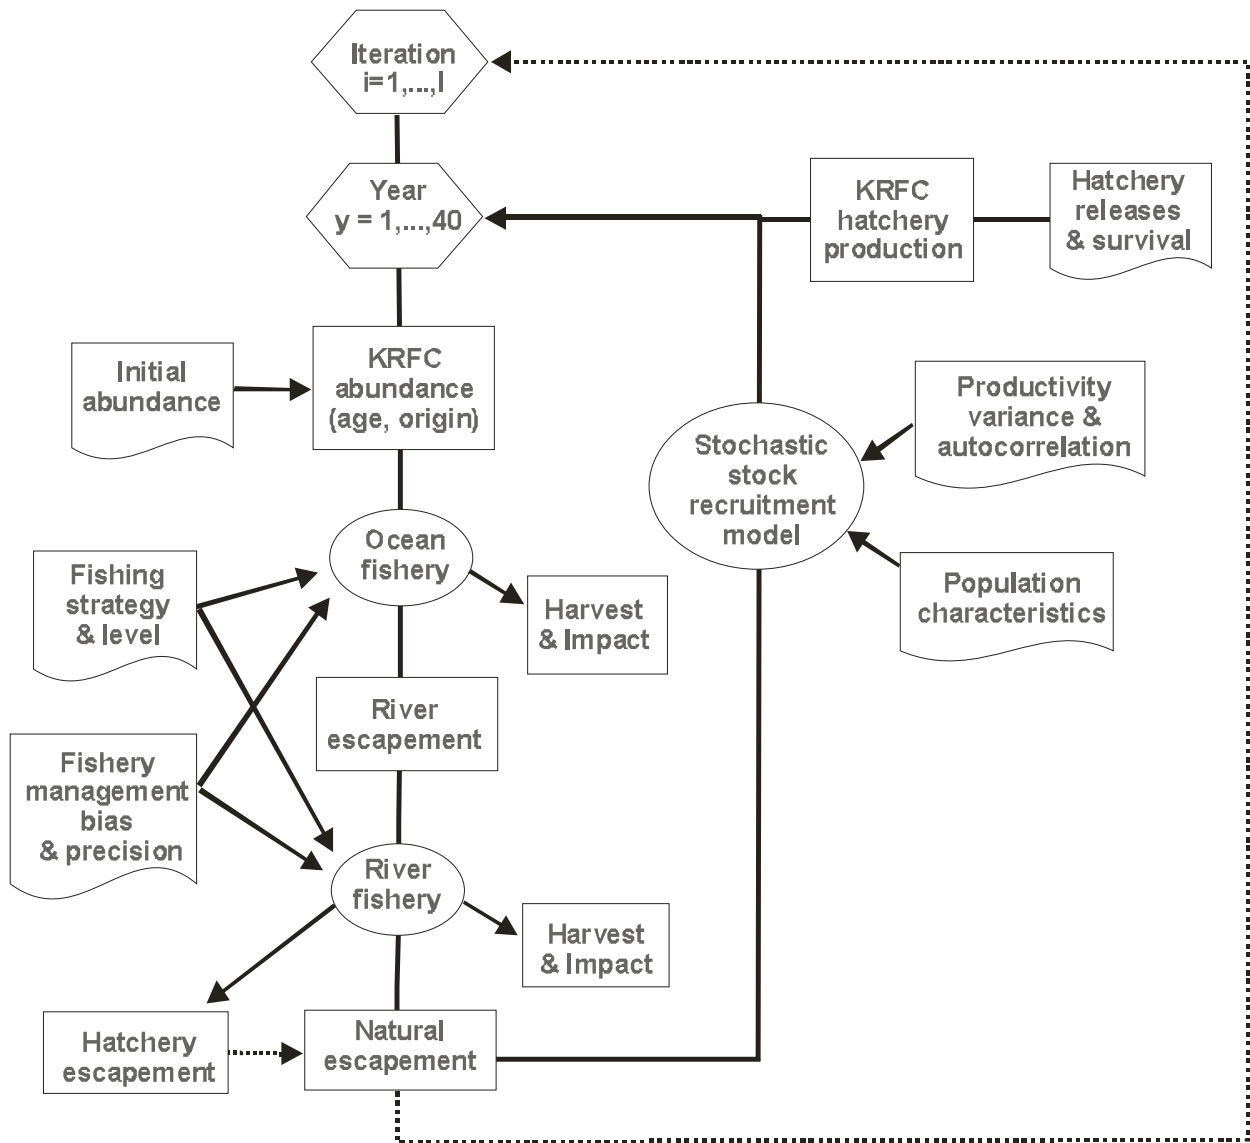 Iteration
i=1,...,I
Year
y = 1,...,40
KRFC
hatchery
production
Hatchery
releases
& survival
Initial
abundance
KRFC
abundance
(age, origin)
Productivity
variance &
autocorrelation
Stochastic
stock
recruitment
model
Ocean
fishery
Fishing
strategy
& level
Harvest
& Impact
Population
characteristics
River
escapement
Fishery
management
bias
& precision
River
fishery
Harvest
& Impact
Hatchery
escapement
Natural
escapement